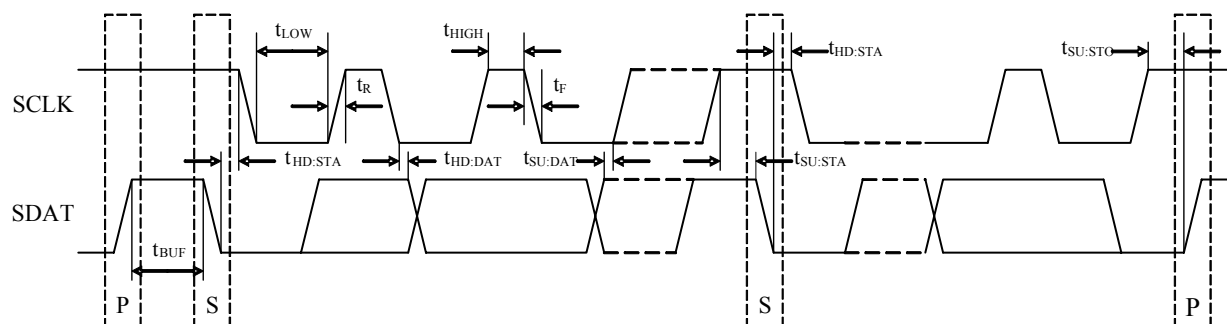 tLOW
tHIGH
tHD:STA
tSU:STO
tR
tF
SCLK
tHD:STA
tHD:DAT
tSU:DAT
tSU:STA
SDAT
tBUF
P
S
S
P